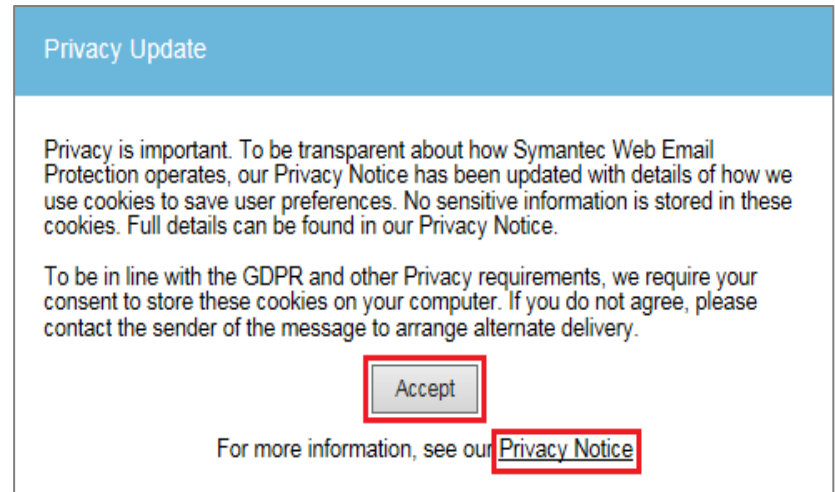 Privacy Update
Privacy is important. To be transparent about how Symantec Web Email
Protection operates, our Privacy Notice has been updated with details of how we
use cookies to save user preferences. No sensitive information is stored in these
cookies. Full details can be found in our Privacy Notice.
To be in line with the GDPR and other Privacy requirements, we require your
consent to store these cookies on your computer. If you do not agree, please
contact the sender of the message to arrange alternate delivery.
Accept
For more information, see our Privacy Notice